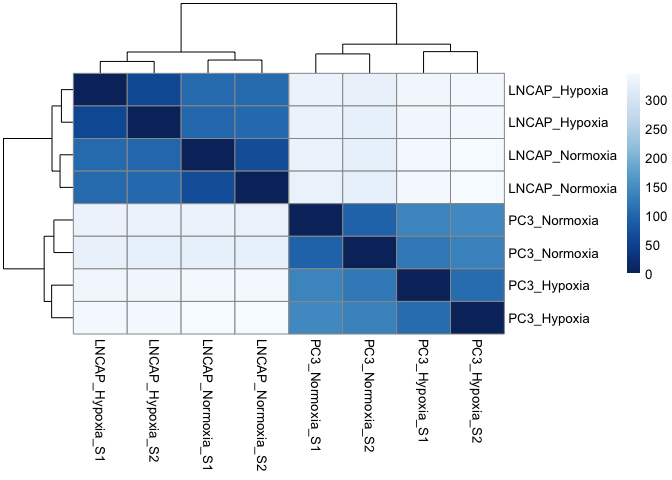 LNCAP_Hypoxia
LNCAP_Hypoxia
LNCAP_Normoxia
LNCAP_Normoxia
PC3_Normoxia
PC3_Normoxia
PC3_Hypoxia
PC3_Hypoxia
300
250
200
150
100
50
0
LNCAP_Hypoxia_S1
LNCAP_Hypoxia_S2
LNCAP_Normoxia_S1
LNCAP_Normoxia_S2
PC3_Normoxia_S1
PC3_Normoxia_S2
PC3_Hypoxia_S1
PC3_Hypoxia_S2